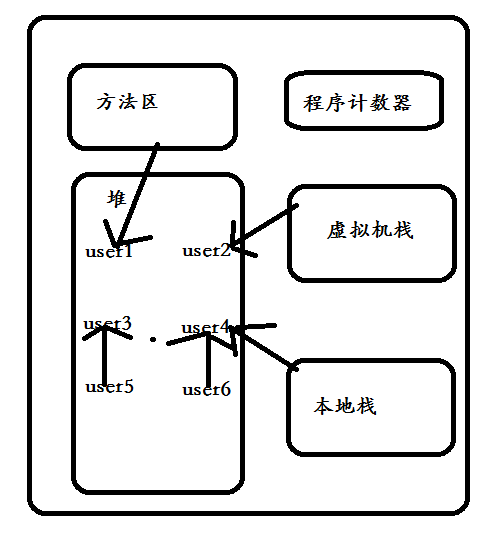 方法区
程序计数器
堆
user1
user2
虚拟机栈
user3
user4
user5
user6
本地栈